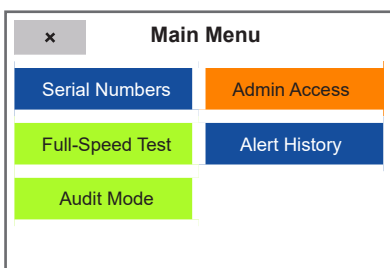 × Main Menu
Serial Numbers Admin Access
Full-Speed Test Alert History
Audit Mode